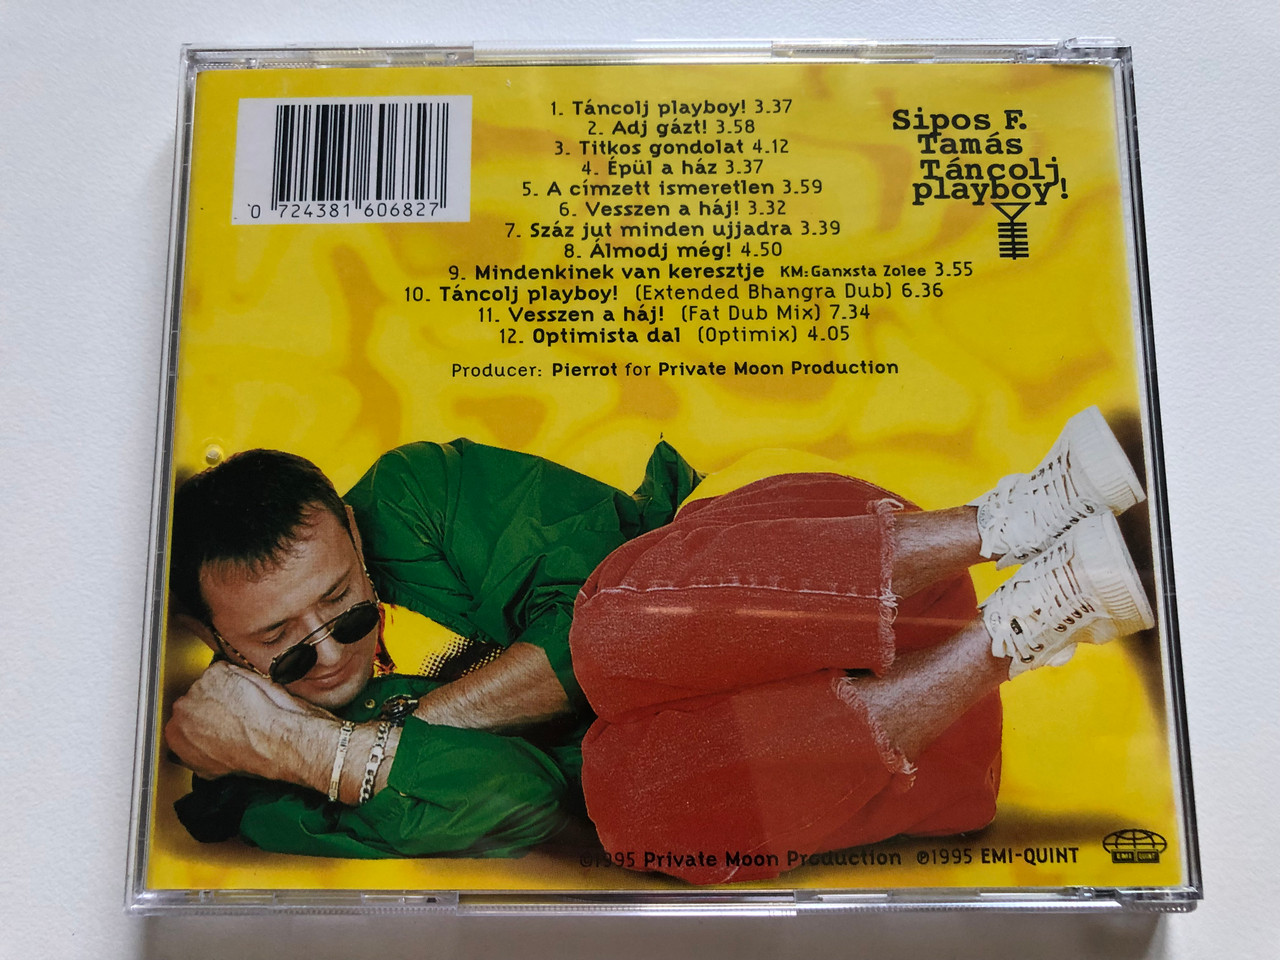 1. Táncolj playboy! 3.37
2. Adj gázt! 3.58
3. Titkos gondolat 4.12
4. Épül a ház 3.37
5. A címzett ismeretlen 3.59
6. Vesszen a háj! 3.32
7. Száz jut minden ujjadra 3.39
8. Álmodj még! 4.50
9. Mindenkinek van keresztje KM: Ganxsta Zolee 3.55
10. Táncolj playboy! (Extended Bhangra Dub) 6.36
11. Vesszen a háj! (Fat Dub Mix) 7.34
12. Optimista dal (Optimix) 4.05
Producer: Pierrot for Private Moon Production
Sipos F.
Tamás
Táncolj
playboy!
0 724381 606827
©1995 Private Moon Production ℗1995 EMI-QUINT
EMI QUINT